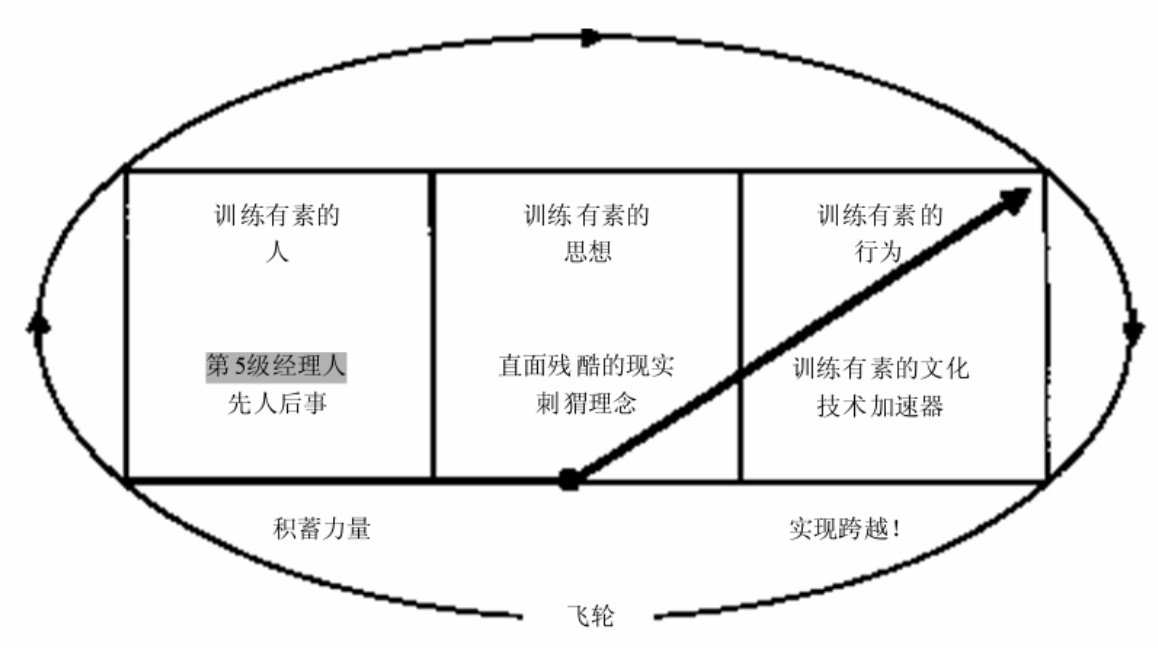 训练有素的
人
第5级经理人
先人后事
训练有素的
思想
直面残酷的现实
刺猬理念
训练有素的
行为
训练有素的文化
技术加速器
积蓄力量
实现跨越！
飞轮